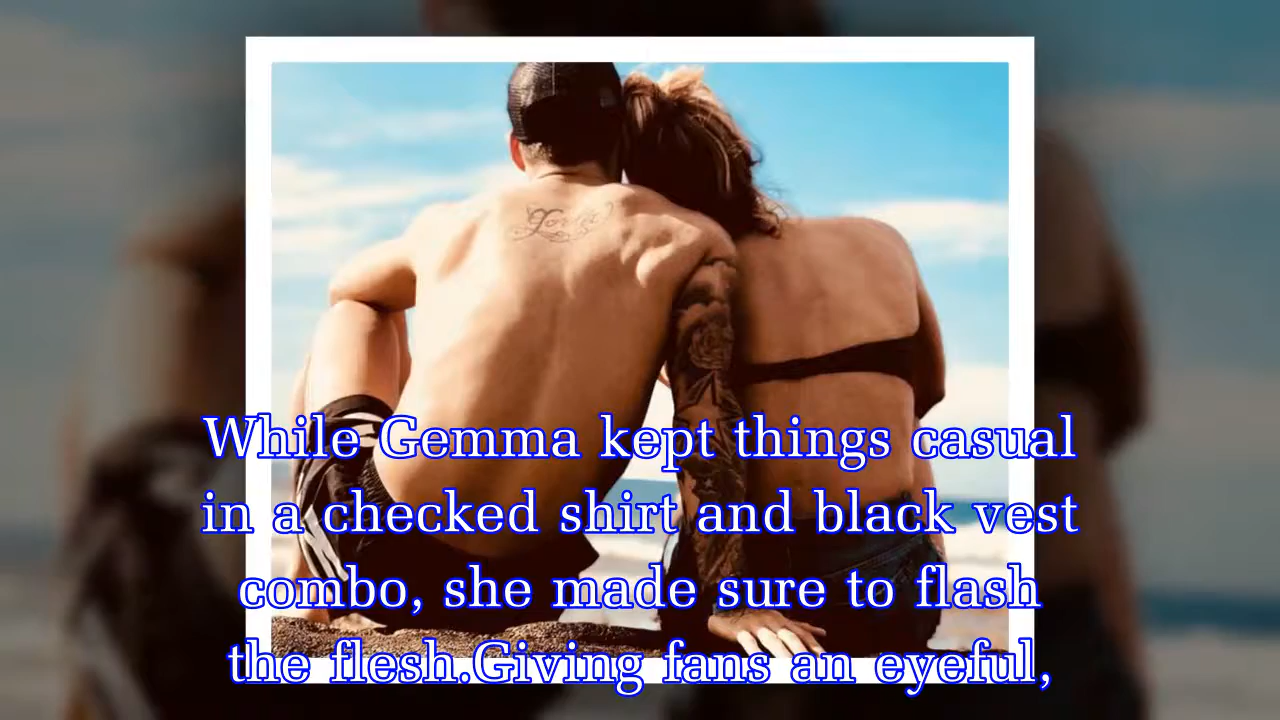 While Gemma kept things casual
in a checked shirt and black vest
combo, she made sure to flash
the flesh.Giving fans an eyeful,